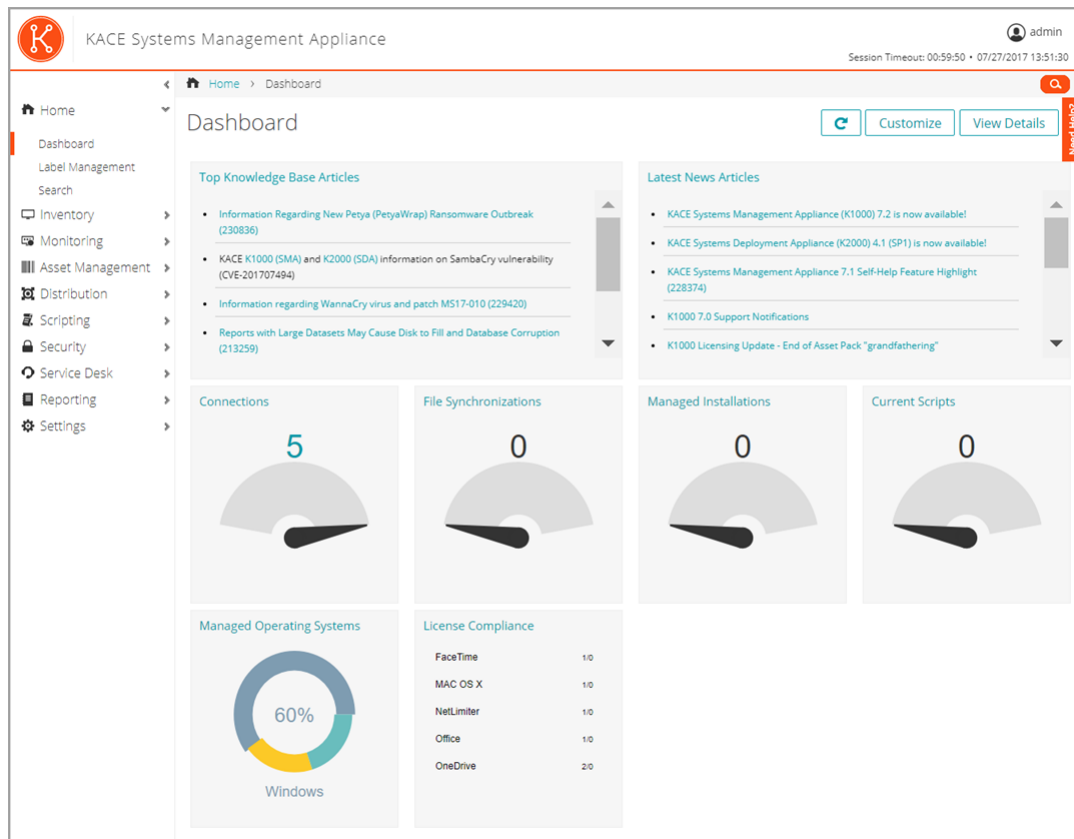 KACE Systems Management Appliance
admin
Session Timeout: 00:59:50 • 07/27/2017 13:51:30
Home > Dashboard
Need Help?
Home
Dashboard
Label Management
Search
Inventory
Monitoring
Asset Management
Distribution
Scripting
Security
Service Desk
Reporting
Settings
Dashboard
Customize
View Details
Top Knowledge Base Articles
Information Regarding New Petya (PetyaWrap) Ransomware Outbreak
(230836)
KACE K1000 (SMA) and K2000 (SDA) information on SambaCry vulnerability
(CVE-201707494)
Information regarding WannaCry virus and patch MS17-010 (229420)
Reports with Large Datasets May Cause Disk to Fill and Database Corruption
(213259)
Latest News Articles
KACE Systems Management Appliance (K1000) 7.2 is now available!
KACE Systems Deployment Appliance (K2000) 4.1 (SP1) is now available!
KACE Systems Management Appliance 7.1 Self-Help Feature Highlight
(228374)
K1000 7.0 Support Notifications
K1000 Licensing Update - End of Asset Pack "grandfathering"
Connections
5
File Synchronizations
0
Managed Installations
0
Current Scripts
0
Managed Operating Systems
60%
Windows
License Compliance
FaceTime 1/0
MAC OS X 1/0
NetLimiter 1/0
Office 1/0
OneDrive 2/0